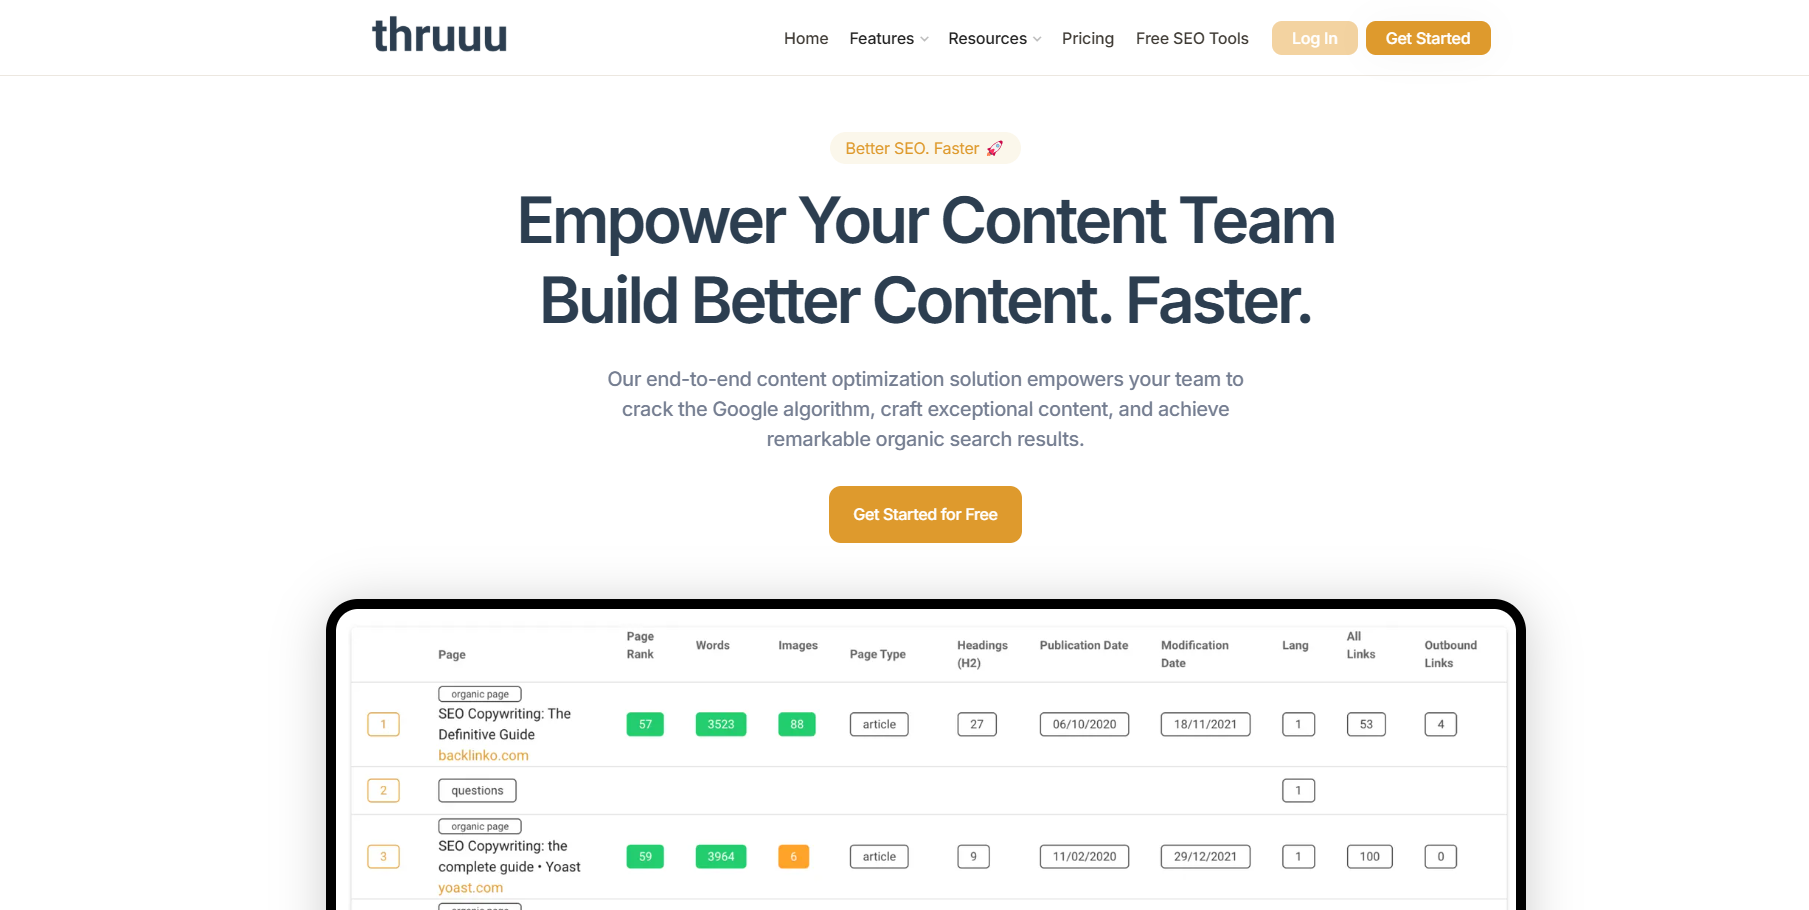 thruuu
Home Features Resources Pricing Free SEO Tools Log In Get Started
Better SEO. Faster 🚀
Empower Your Content Team
Build Better Content. Faster.
Our end-to-end content optimization solution empowers your team to
crack the Google algorithm, craft exceptional content, and achieve
remarkable organic search results.
Get Started for Free
Page
Page
Rank
Words
Images
Page Type
Headings
(H2)
Publication Date
Modification
Date
Lang
All
Links
Outbound
Links
organic page
1
SEO Copywriting: The
Definitive Guide
backlinko.com
57 3523 88 article 27 06/10/2020 18/11/2021 1 53 4
2 questions 1
organic page
3
SEO Copywriting: the
complete guide • Yoast
yoast.com
59 3964 6 article 9 11/02/2020 29/12/2021 1 100 0